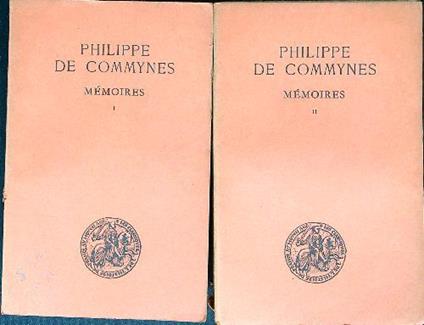 PHILIPPE
DE COMMYNES
MÉMOIRES
I
PHILIPPE
DE COMMYNES
MÉMOIRES
II